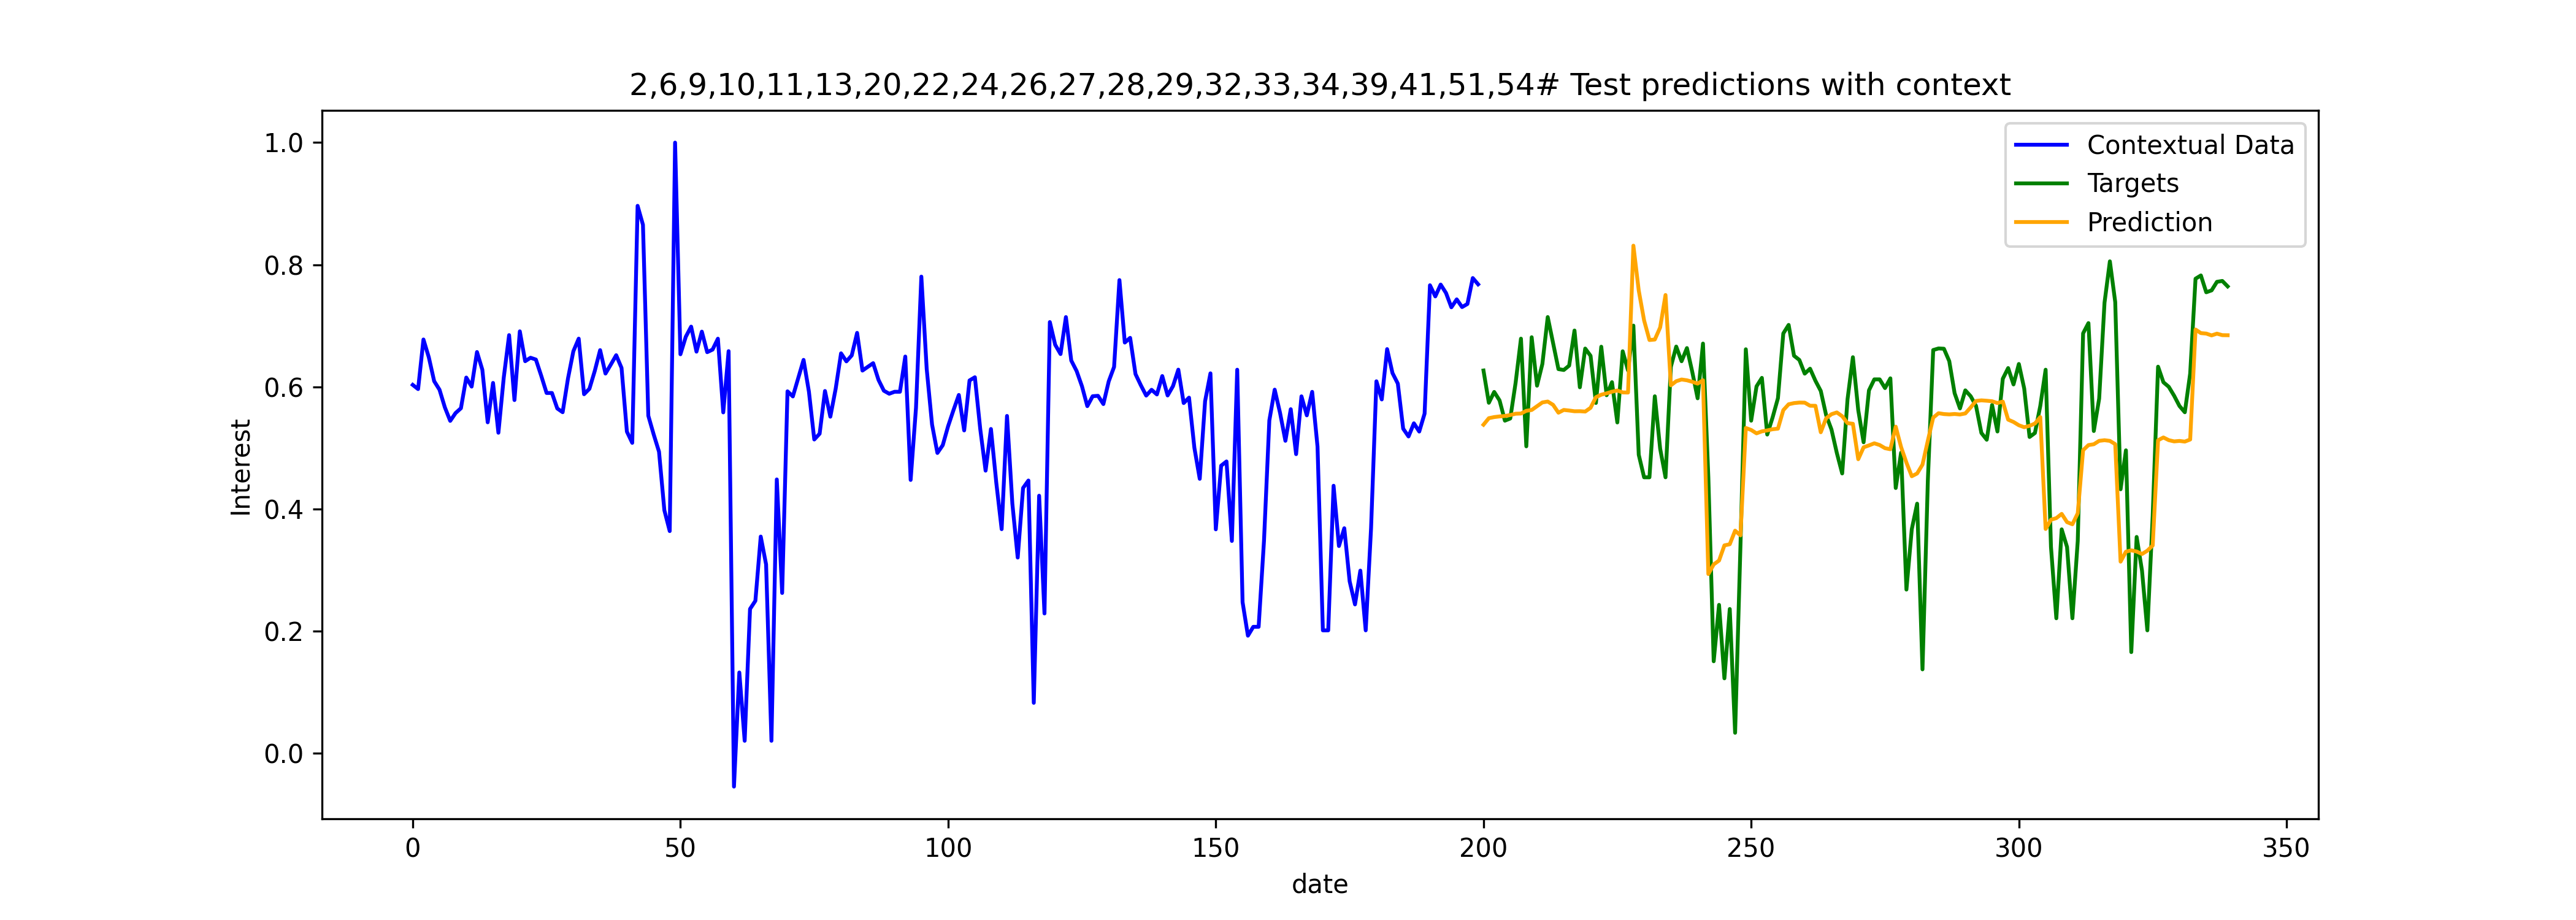 2,6,9,10,11,13,20,22,24,26,27,28,29,32,33,34,39,41,51,54# Test predictions with context
Contextual Data
Targets
Prediction
Interest
1.0
0.8
0.6
0.4
0.2
0.0
0 50 100 150 200 250 300 350
date